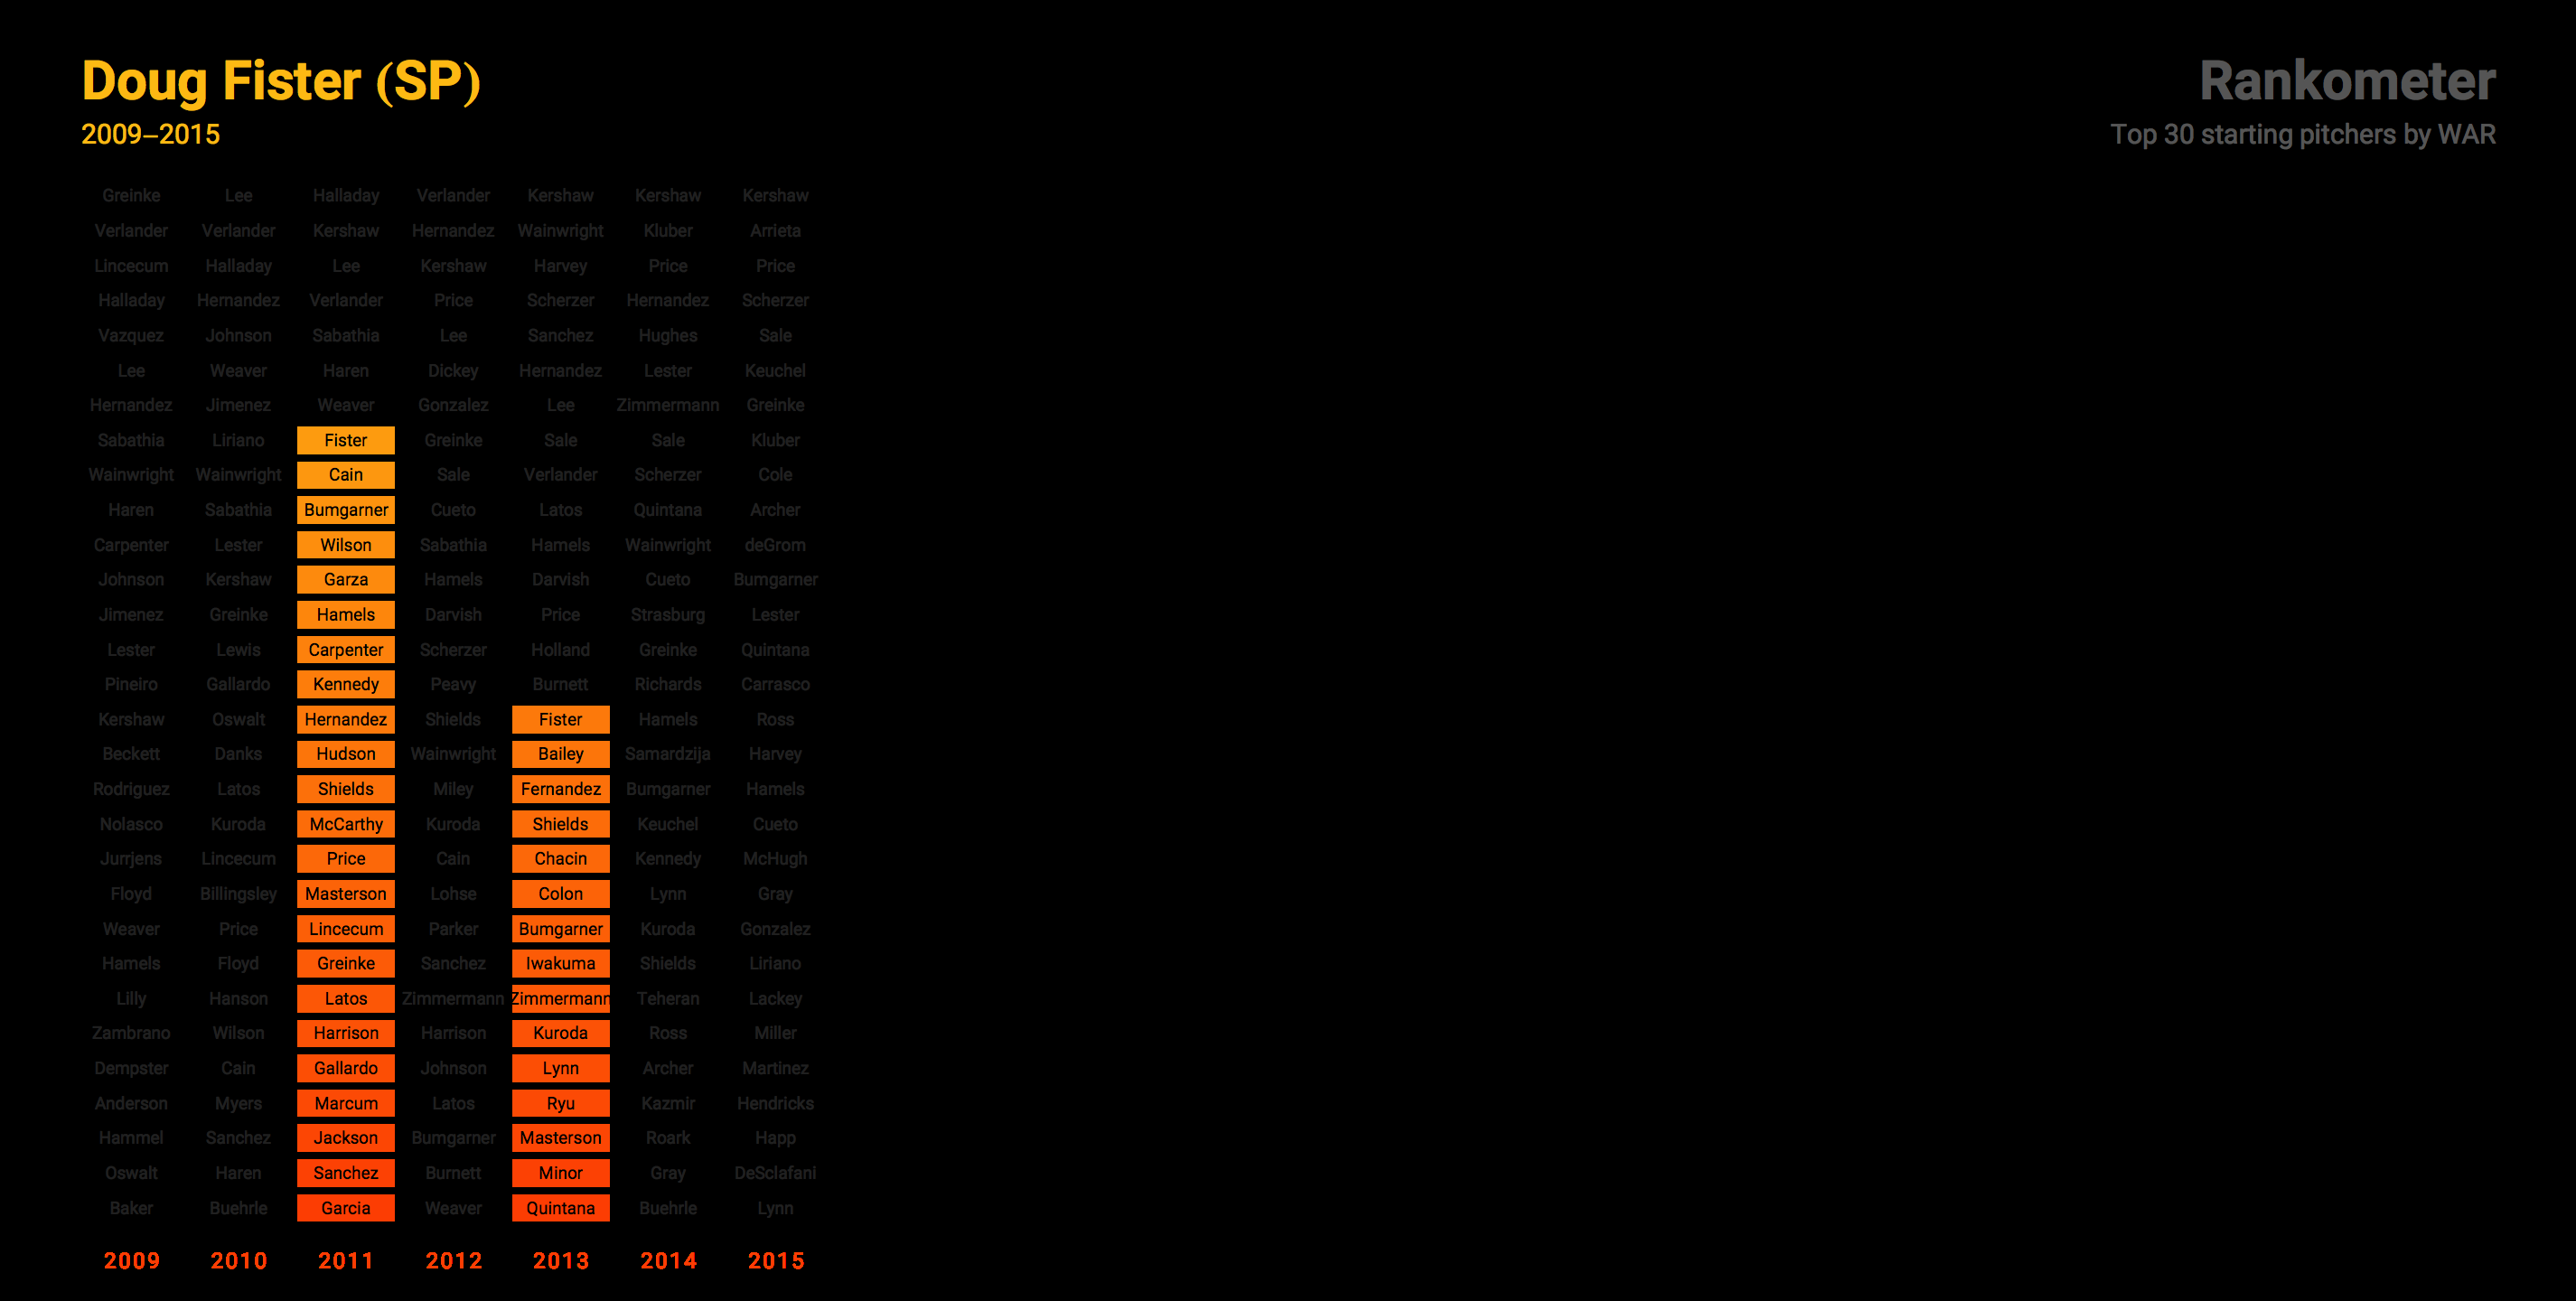 Doug Fister (SP)
2009–2015
Rankometer
Top 30 starting pitchers by WAR
Greinke Lee Halladay Verlander Kershaw Kershaw Kershaw
Verlander Verlander Kershaw Hernandez Wainwright Kluber Arrieta
Lincecum Halladay Lee Kershaw Harvey Price Price
Halladay Hernandez Verlander Price Scherzer Hernandez Scherzer
Vazquez Johnson Sabathia Lee Sanchez Hughes Sale
Lee Weaver Haren Dickey Hernandez Lester Keuchel
Hernandez Jimenez Weaver Gonzalez Lee Zimmermann Greinke
Sabathia Liriano Fister Greinke Sale Sale Kluber
Wainwright Wainwright Cain Sale Verlander Scherzer Cole
Haren Sabathia Bumgarner Cueto Latos Quintana Archer
Carpenter Lester Wilson Sabathia Hamels Wainwright deGrom
Johnson Kershaw Garza Hamels Darvish Cueto Bumgarner
Jimenez Greinke Hamels Darvish Price Strasburg Lester
Lester Lewis Carpenter Scherzer Holland Greinke Quintana
Pineiro Gallardo Kennedy Peavy Burnett Richards Carrasco
Kershaw Oswalt Hernandez Shields Fister Hamels Ross
Beckett Danks Hudson Wainwright Bailey Samardzija Harvey
Rodriguez Latos Shields Miley Fernandez Bumgarner Hamels
Nolasco Kuroda McCarthy Kuroda Shields Keuchel Cueto
Jurrjens Lincecum Price Cain Chacin Kennedy McHugh
Floyd Billingsley Masterson Lohse Colon Lynn Gray
Weaver Price Lincecum Parker Bumgarner Kuroda Gonzalez
Hamels Floyd Greinke Sanchez Iwakuma Shields Liriano
Lilly Hanson Latos Zimmermann Zimmermann Teheran Lackey
Zambrano Wilson Harrison Harrison Kuroda Ross Miller
Dempster Cain Gallardo Johnson Lynn Archer Martinez
Anderson Myers Marcum Latos Ryu Kazmir Hendricks
Hammel Sanchez Jackson Bumgarner Masterson Roark Happ
Oswalt Haren Sanchez Burnett Minor Gray DeSclafani
Baker Buehrle Garcia Weaver Quintana Buehrle Lynn
2009 2010 2011 2012 2013 2014 2015